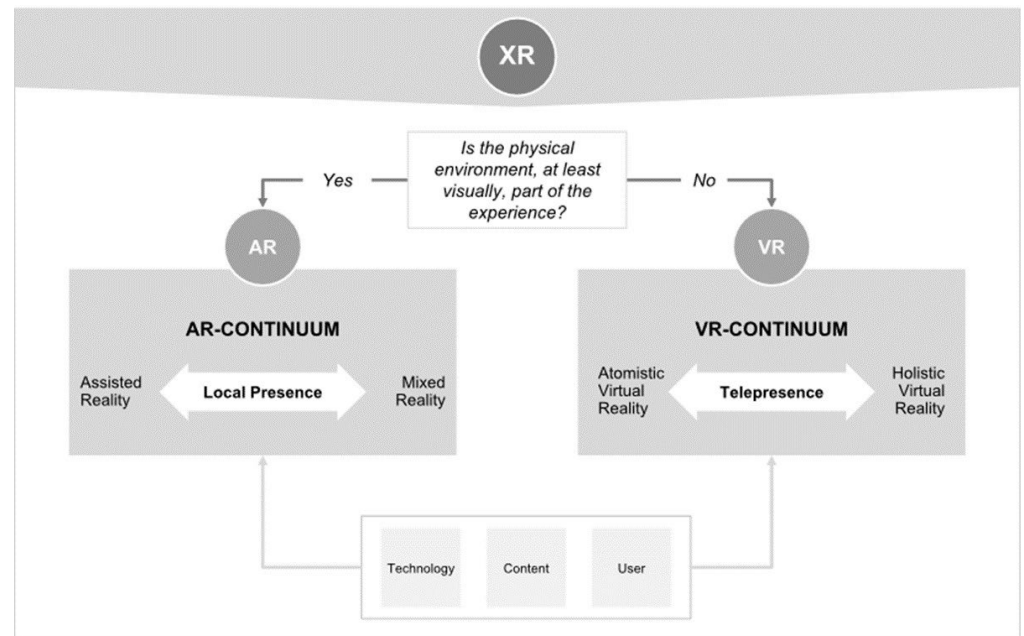 XR
Is the physical
environment, at least
visually, part of the
experience?
Yes
No
AR
VR
AR-CONTINUUM
Assisted
Reality
Local Presence
Mixed
Reality
VR-CONTINUUM
Atomistic
Virtual
Reality
Telepresence
Holistic
Virtual
Reality
Technology
Content
User